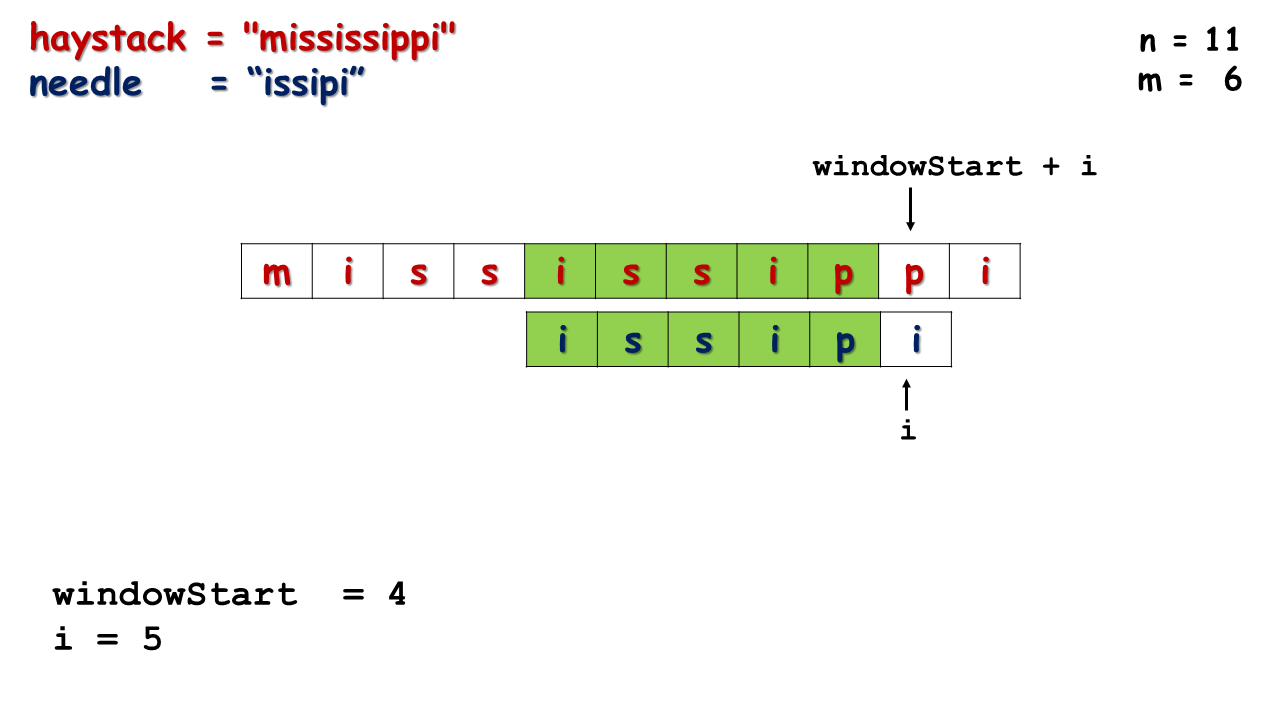 haystack = "mississippi"
needle = “issipi”
n = 11
m = 6
windowStart + i
m i s s i s s i p p i
i s s i p i
i
windowStart = 4
i = 5